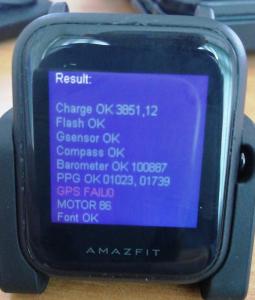 Result:
Charge OK 3851,12
Flash OK
Gsensor OK
Compass OK
Barometer OK 100887
PPG OK 01023, 01739
GPS FAIL0
MOTOR 86
Font OK
AMAZFIT